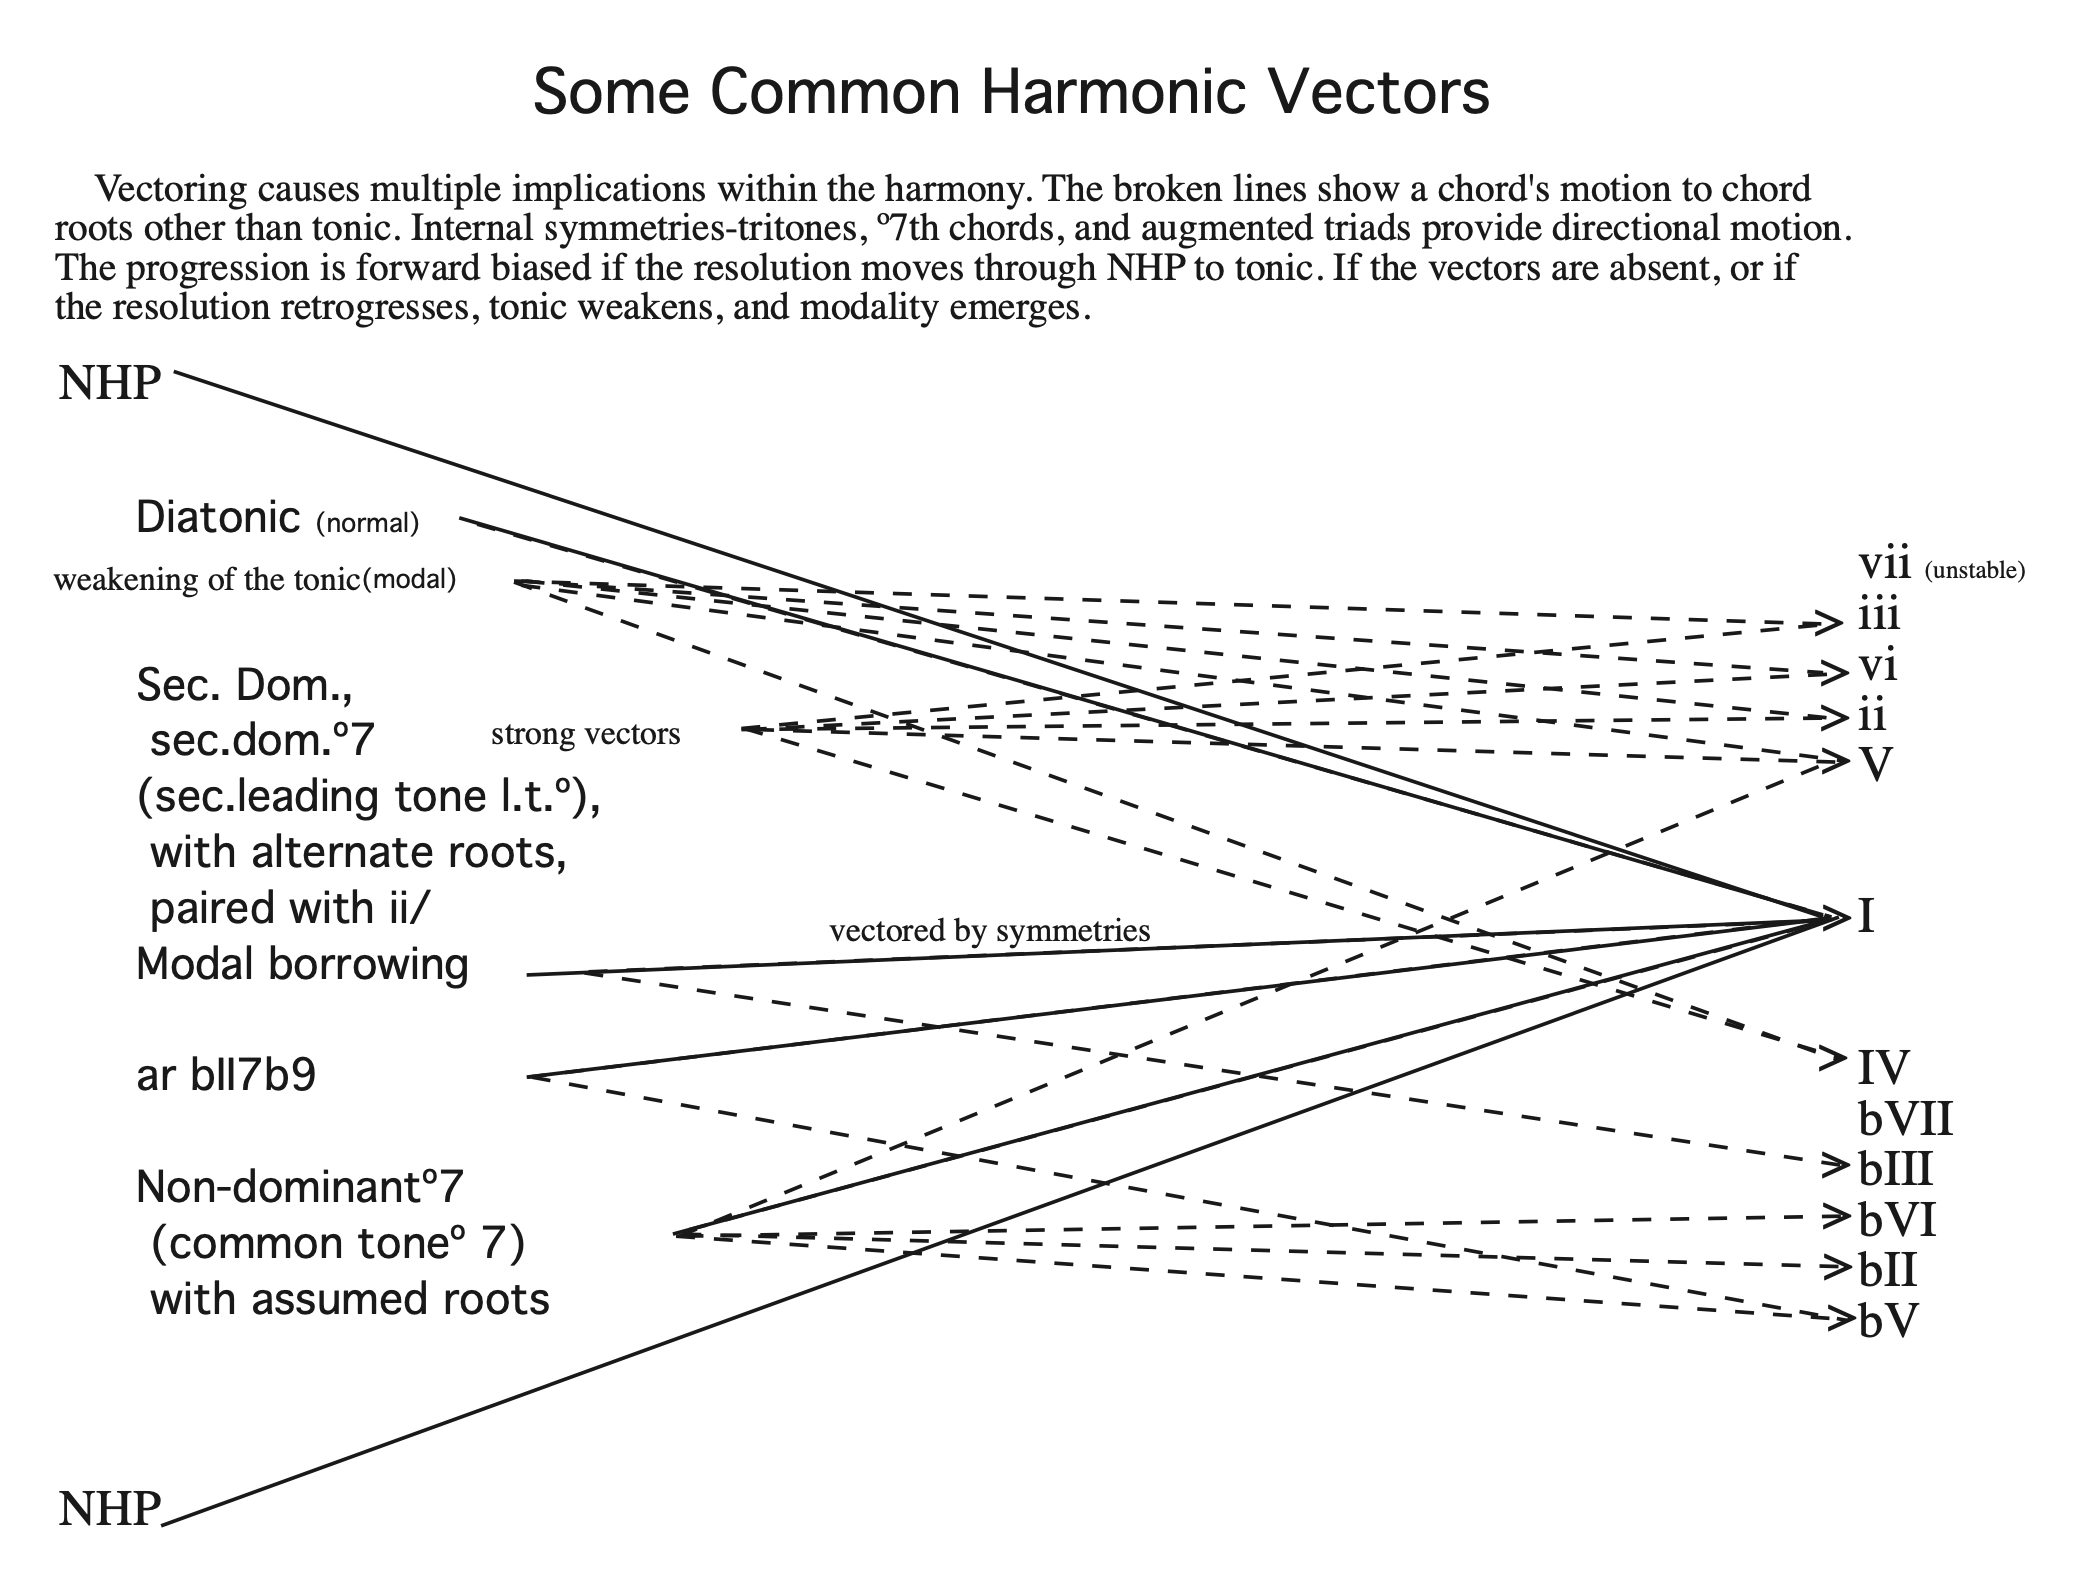 Some Common Harmonic Vectors
Vectoring causes multiple implications within the harmony. The broken lines show a chord's motion to chord
roots other than tonic. Internal symmetries-tritones, º7th chords, and augmented triads provide directional motion.
The progression is forward biased if the resolution moves through NHP to tonic. If the vectors are absent, or if
the resolution retrogresses, tonic weakens, and modality emerges.
NHP
Diatonic (normal)
weakening of the tonic(modal)
Sec. Dom.,
sec.dom.º7
strong vectors
(sec.leading tone l.t.º),
with alternate roots,
paired with ii/
Modal borrowing
vectored by symmetries
ar bII7b9
Non-dominantº7
(common toneº 7)
with assumed roots
NHP
vii (unstable)
iii
vi
ii
V
I
IV
bVII
bIII
bVI
bII
bV